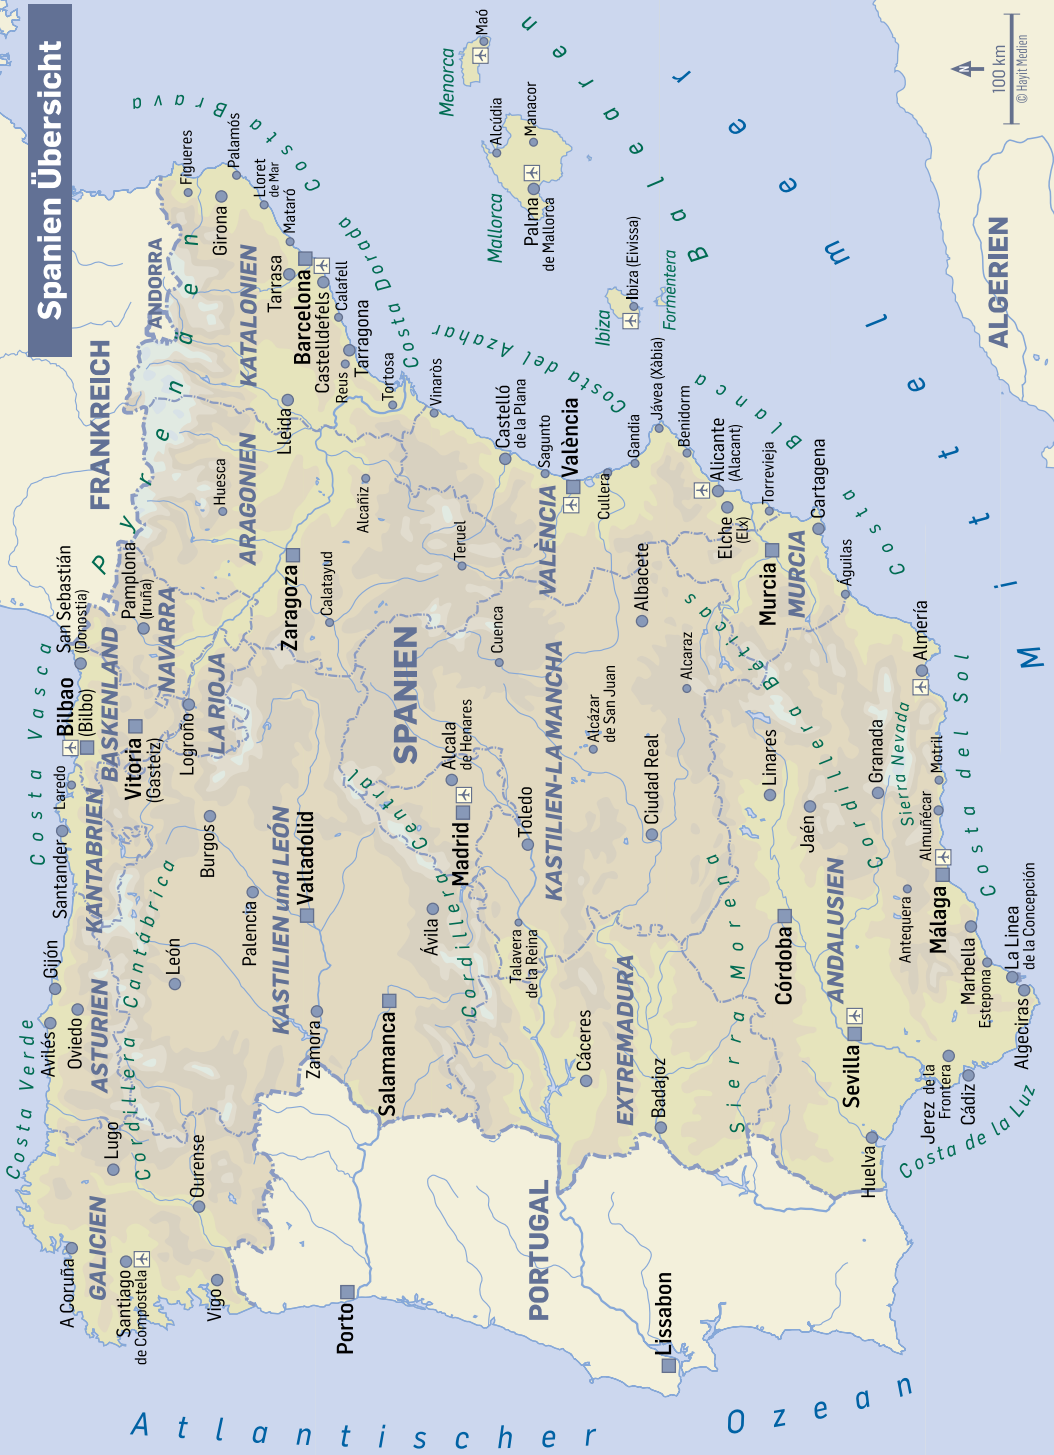 Spanien Übersicht
100 km
© Hayit Medien
N
FRANKREICH
ANDORRA
PORTUGAL
ALGERIEN
SPANIEN
Atlantischer
Ozean
Mittelmeer
Costa Verde
Costa Vasca
Costa Brava
Costa Dorada
Costa del Azahar
Costa Blanca
Costa
Costa del Sol
Costa de la Luz
Balearen
Pyrenäen
Cordillera Cantábrica
Cordillera Central
Sierra Morena
Cordillera Béticas
Sierra Nevada
GALICIEN
ASTURIEN
KANTABRIEN
BASKENLAND
NAVARRA
LA RIOJA
ARAGONIEN
KATALONIEN
KASTILIEN und LEÓN
KASTILIEN-LA MANCHA
EXTREMADURA
VALENCIA
MURCIA
ANDALUSIEN
A Coruña
Santiago
de Compostela
Vigo
Lugo
Ourense
Avilés
Gijón
Oviedo
León
Santander
Laredo
Bilbao
(Bilbo)
San Sebastián
(Donostia)
Vitoria
(Gasteiz)
Pamplona
(Iruña)
Logroño
Burgos
Palencia
Valladolid
Zamora
Salamanca
Ávila
Madrid
Alcala
de Henares
Toledo
Talavera
de la Reina
Cuenca
Alcázar
de San Juan
Ciudad Real
Albacete
Alcaraz
Huesca
Zaragoza
Calatayud
Alcañiz
Teruel
Lleida
Figueres
Girona
Palamós
Lloret
de Mar
Mataró
Tarrasa
Barcelona
Castelldefels
Calafell
Reus
Tarragona
Tortosa
Vinaròs
Castelló
de la Plana
Sagunto
València
Cullera
Gandia
Jávea (Xàbia)
Benidorm
Alicante
(Alacant)
Elche
(Elx)
Torrevieja
Murcia
Cartagena
Águilas
Menorca
Maó
Mallorca
Alcúdia
Manacor
Palma
de Mallorca
Ibiza
Ibiza (Eivissa)
Formentera
Cáceres
Badajoz
Huelva
Sevilla
Córdoba
Linares
Jaén
Granada
Almería
Motril
Almuñécar
Málaga
Antequera
Marbella
Estepona
La Linea
de la Concepción
Algeciras
Cádiz
Jerez de la
Frontera
Porto
Lissabon